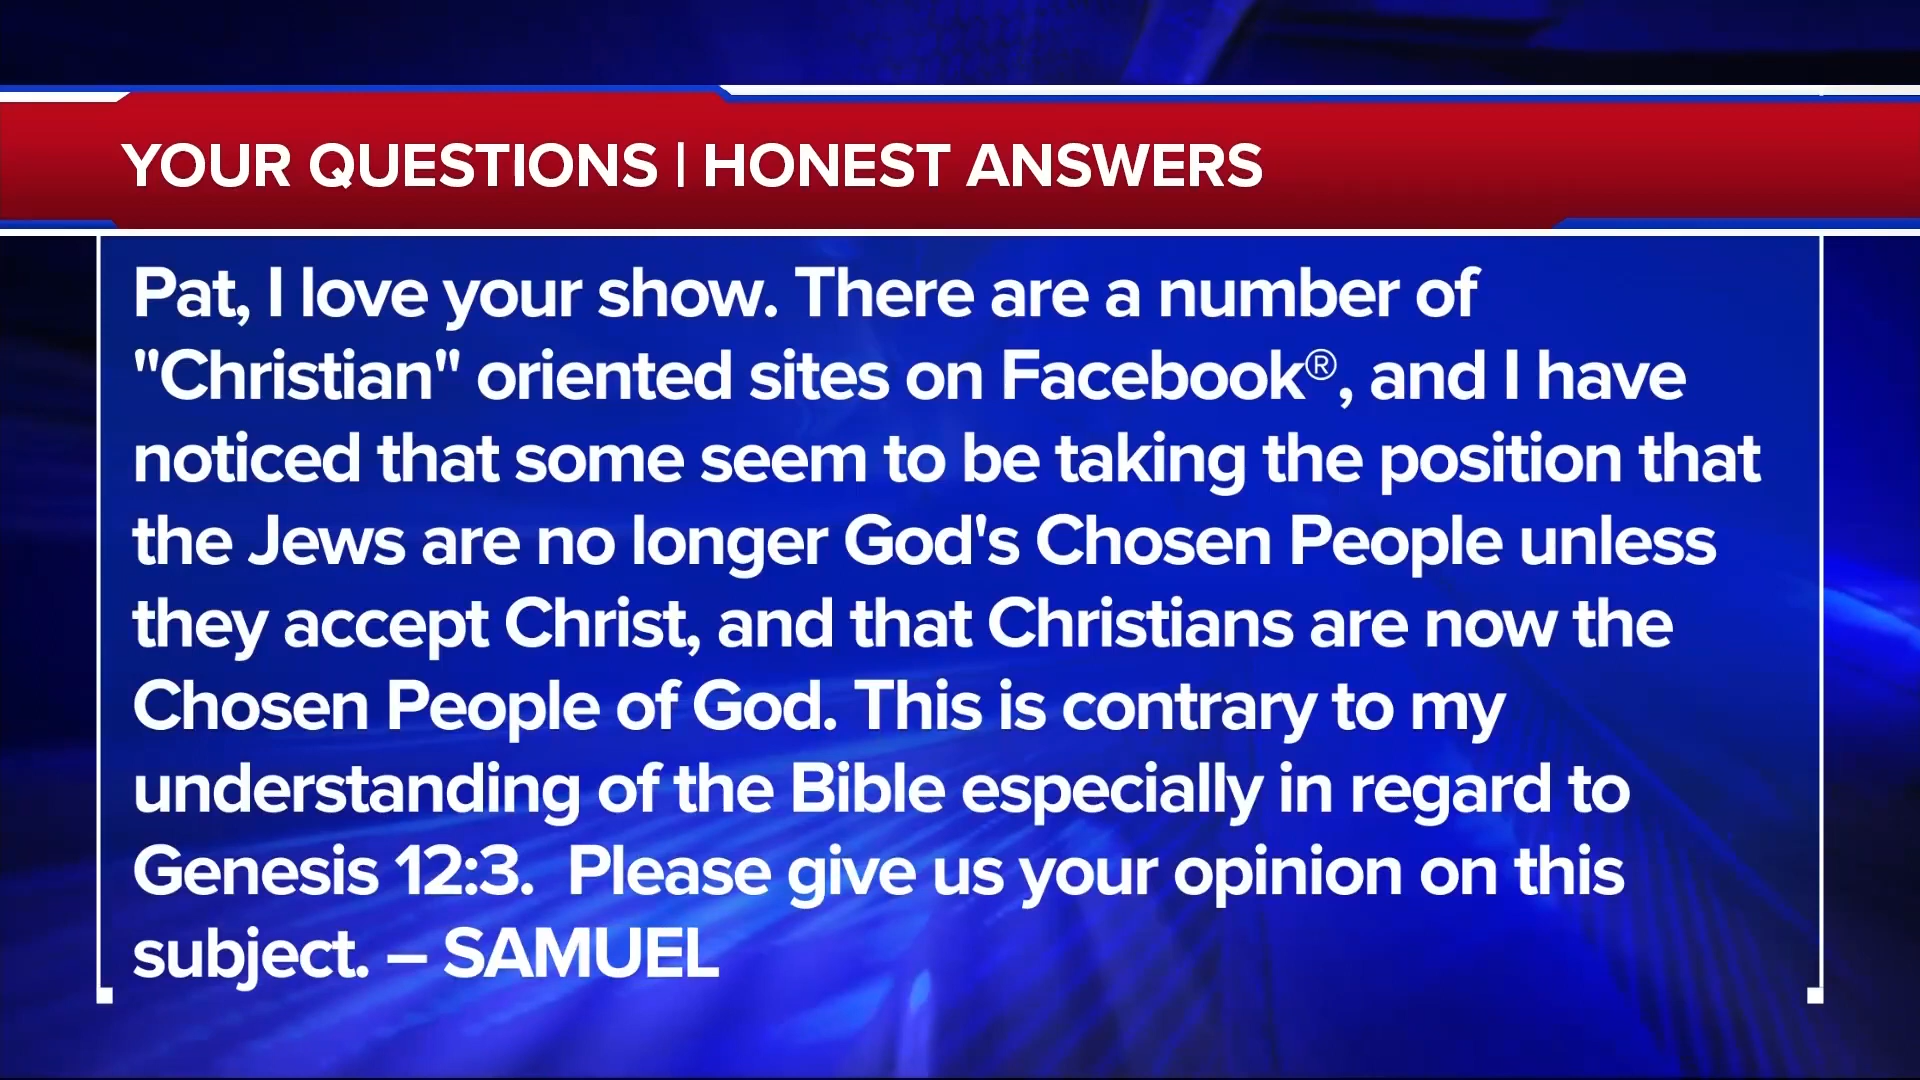 YOUR QUESTIONS | HONEST ANSWERS
Pat, I love your show. There are a number of
"Christian" oriented sites on Facebook®, and I have
noticed that some seem to be taking the position that
the Jews are no longer God's Chosen People unless
they accept Christ, and that Christians are now the
Chosen People of God. This is contrary to my
understanding of the Bible especially in regard to
Genesis 12:3.  Please give us your opinion on this
subject. – SAMUEL